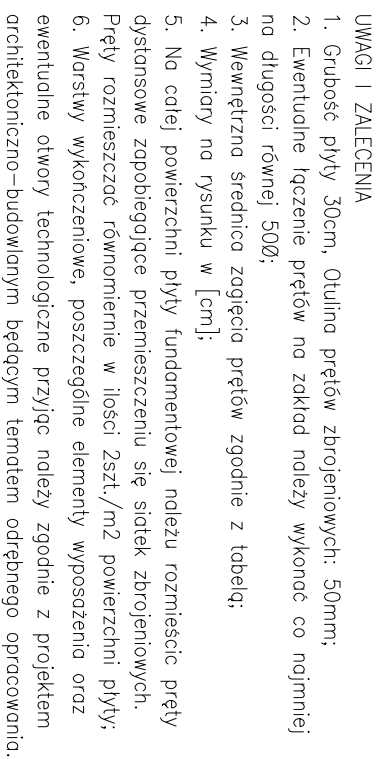 UWAGI I ZALECENIA
1. Grubość płyty 30cm, Otulina prętów zbrojeniowych: 50mm;
2. Ewentualne łączenie prętów na zakład należy wykonać co najmniej
na długości równej 50Ø;
3. Wewnętrzna średnica zagięcia prętów zgodnie z tabelą;
4. Wymiary na rysunku w [cm];
5. Na całej powierzchni płyty fundamentowej należu rozmieścic pręty
dystansowe zapobiegające przemieszczeniu się siatek zbrojeniowych.
Pręty rozmieszczać równomiernie w ilości 2szt./m2 powierzchni płyty;
6. Warstwy wykończeniowe, poszczególne elementy wyposażenia oraz
ewentualne otwory technologiczne przyjąc należy zgodnie z projektem
architektoniczno-budowlanym będącym tematem odrębnego opracowania.